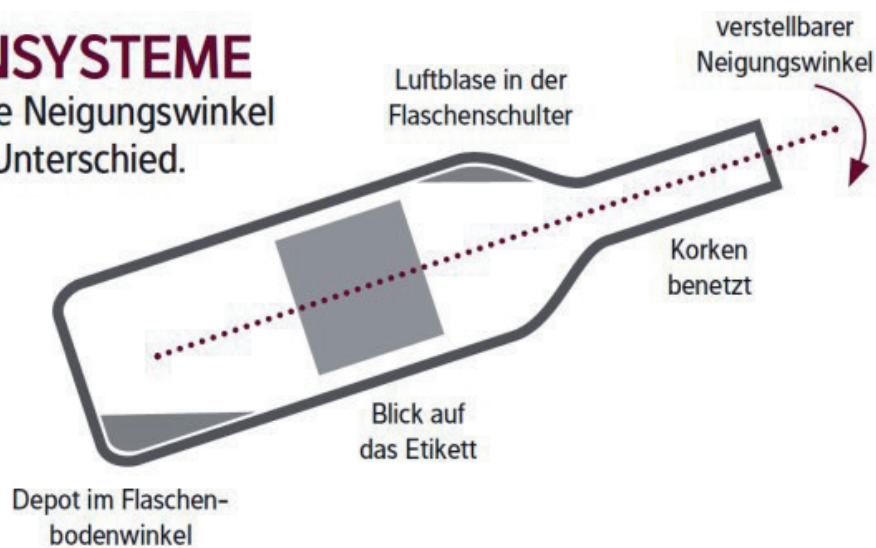 NSYSTEME
e Neigungswinkel
Unterschied.
verstellbarer
Neigungswinkel
Luftblase in der
Flaschenschulter
Korken
benetzt
Blick auf
das Etikett
Depot im Flaschen-
bodenwinkel